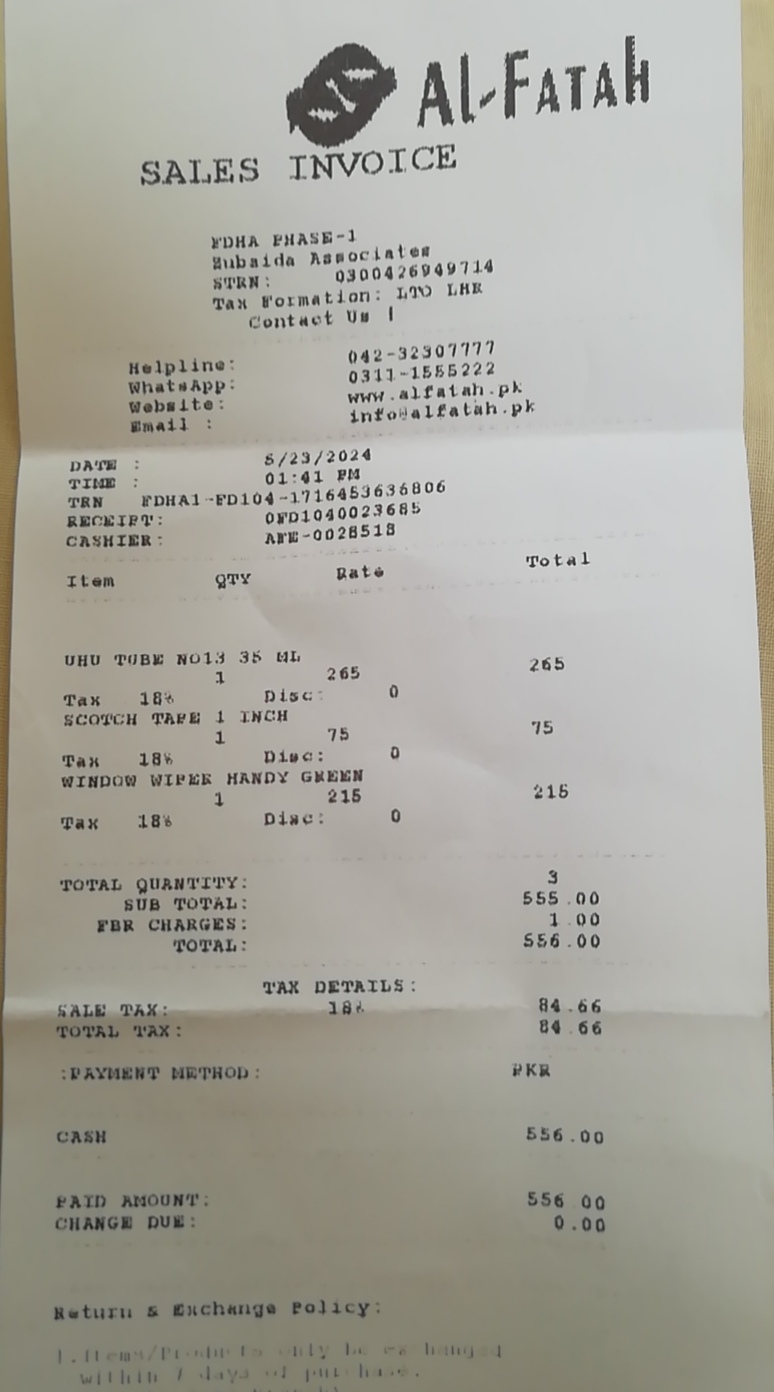 Al-Fatah
SALES INVOICE
FDHA PHASE-1
Zubaida Associates
STRN: 0300426949714
Tax Formation: LTO LHR
Contact Us |
Helpline: 042-32307777
WhatsApp: 0311-1555222
Website: www.alfatah.pk
Email : info@alfatah.pk
DATE : 5/23/2024
TIME : 01:41 PM
TRN FDHA1-FD104-1716453636806
RECEIPT: 0FD1040023685
CASHIER: AFE-0028518
Item QTY Rate Total
UHU TUBE NO13 35 ML
1 265 265
Tax 18% Disc: 0
SCOTCH TAPE 1 INCH
1 75 75
Tax 18% Disc: 0
WINDOW WIPER HANDY GREEN
1 215 215
Tax 18% Disc: 0
TOTAL QUANTITY: 3
SUB TOTAL: 555.00
FBR CHARGES: 1.00
TOTAL: 556.00
TAX DETAILS:
SALE TAX: 18% 84.66
TOTAL TAX: 84.66
:PAYMENT METHOD: PKR
CASH 556.00
PAID AMOUNT: 556.00
CHANGE DUE: 0.00
Return & Exchange Policy:
1.Items/Products only be exchanged
within 7 days of purchase.